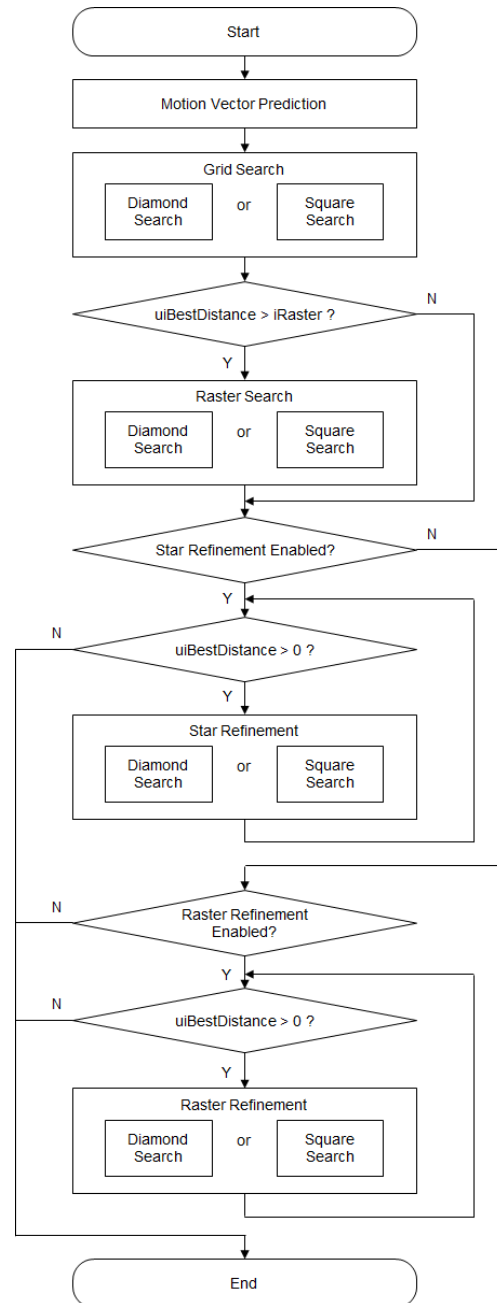 Start
Motion Vector Prediction
Grid Search
Diamond
Search
or
Square
Search
uiBestDistance > iRaster ?
N
Y
Raster Search
Diamond
Search
or
Square
Search
Star Refinement Enabled?
N
Y
N
uiBestDistance > 0 ?
Y
Star Refinement
Diamond
Search
or
Square
Search
N
Raster Refinement
Enabled?
Y
N
uiBestDistance > 0 ?
Y
Raster Refinement
Diamond
Search
or
Square
Search
End